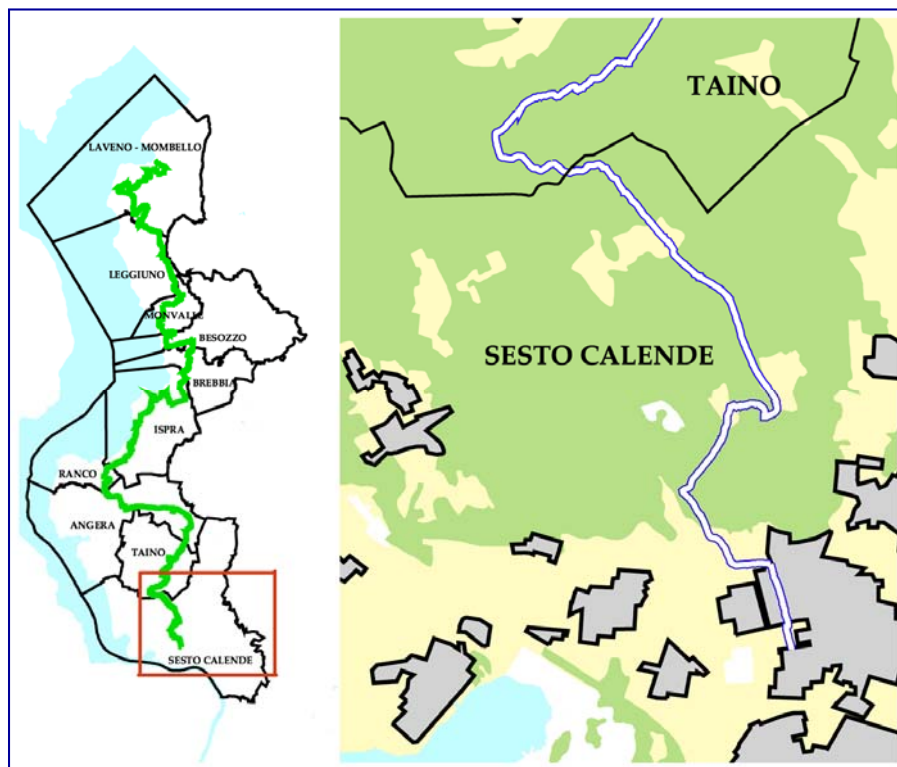 LAVENO - MOMBELLO
LEGGIUNO
MONVALLE
BESOZZO
BREBBIA
ISPRA
RANCO
ANGERA
TAINO
SESTO CALENDE
TAINO
SESTO CALENDE